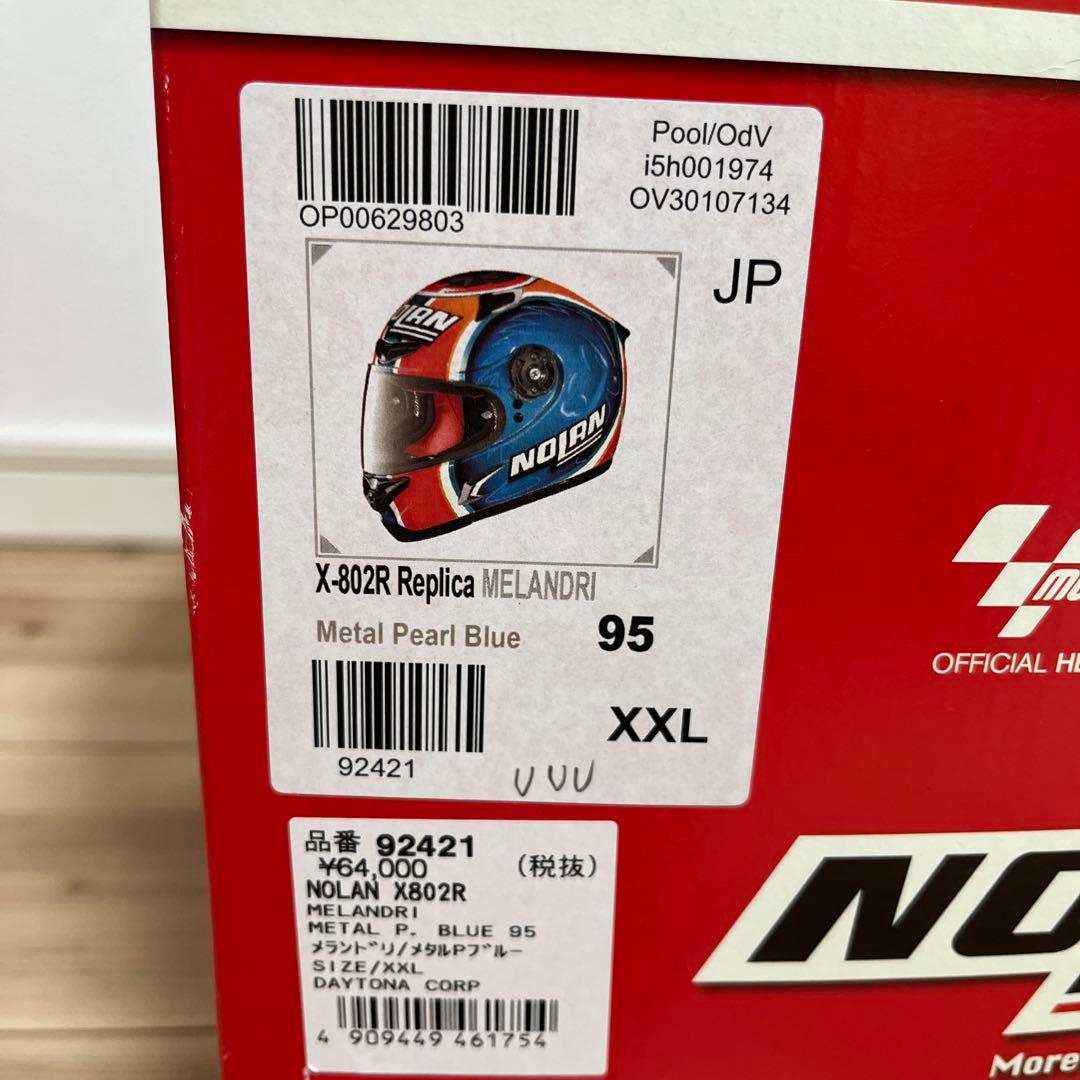 Pool/OdV
i5h001974
OV30107134
OP00629803
JP
NOLAN
NOLAN
X-802R Replica MELANDRI
Metal Pearl Blue 95
XXL
92421
OFFICIAL
品番 92421
¥64,000 (税抜)
NOLAN X802R
MELANDRI
METAL P. BLUE 95
メランドリ/メタルPブルー
SIZE/XXL
DAYTONA CORP
4 909449 461754
NO
More